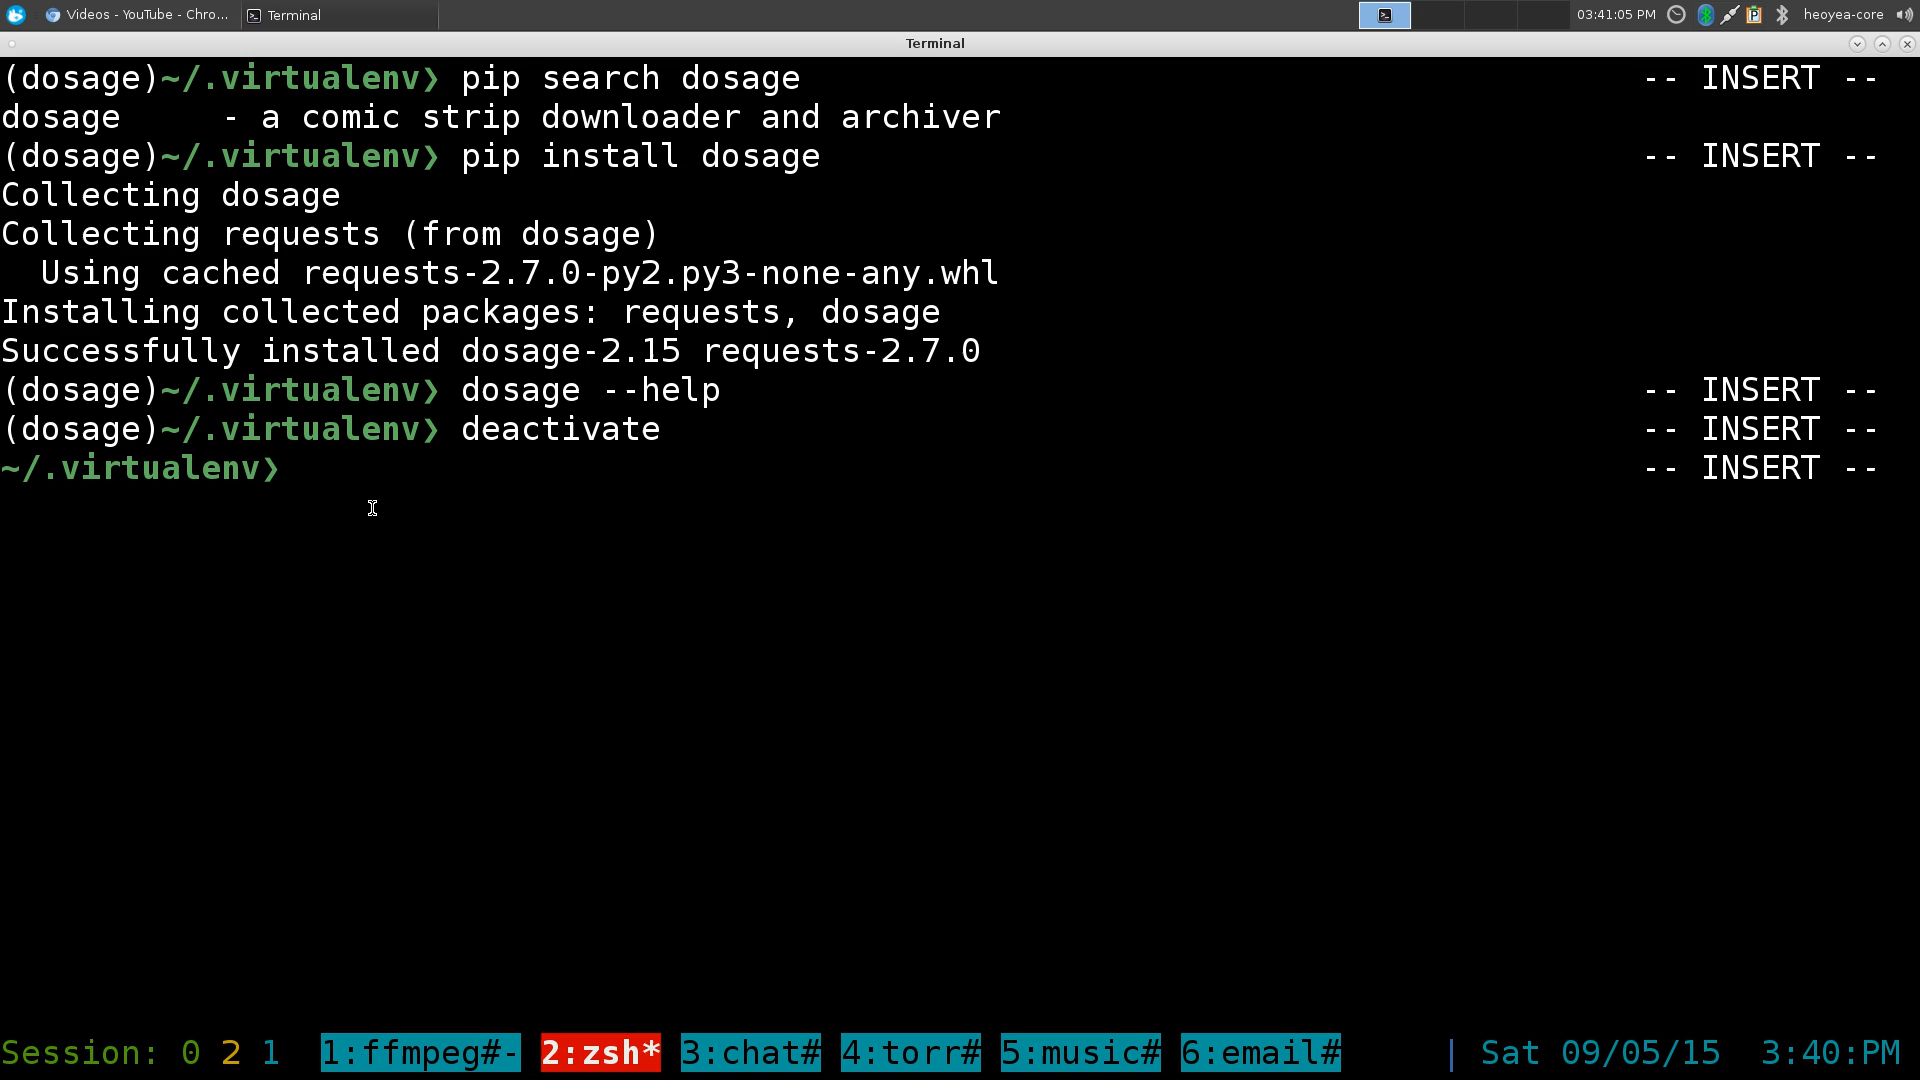 Videos - YouTube - Chro... Terminal 03:41:05 PM heoyea-core
Terminal
(dosage)~/.virtualenv❯ pip search dosage -- INSERT --
dosage - a comic strip downloader and archiver
(dosage)~/.virtualenv❯ pip install dosage -- INSERT --
Collecting dosage
Collecting requests (from dosage)
Using cached requests-2.7.0-py2.py3-none-any.whl
Installing collected packages: requests, dosage
Successfully installed dosage-2.15 requests-2.7.0
(dosage)~/.virtualenv❯ dosage --help -- INSERT --
(dosage)~/.virtualenv❯ deactivate -- INSERT --
~/.virtualenv❯ -- INSERT --
Session: 0 2 1 1:ffmpeg#- 2:zsh* 3:chat# 4:torr# 5:music# 6:email# | Sat 09/05/15 3:40:PM